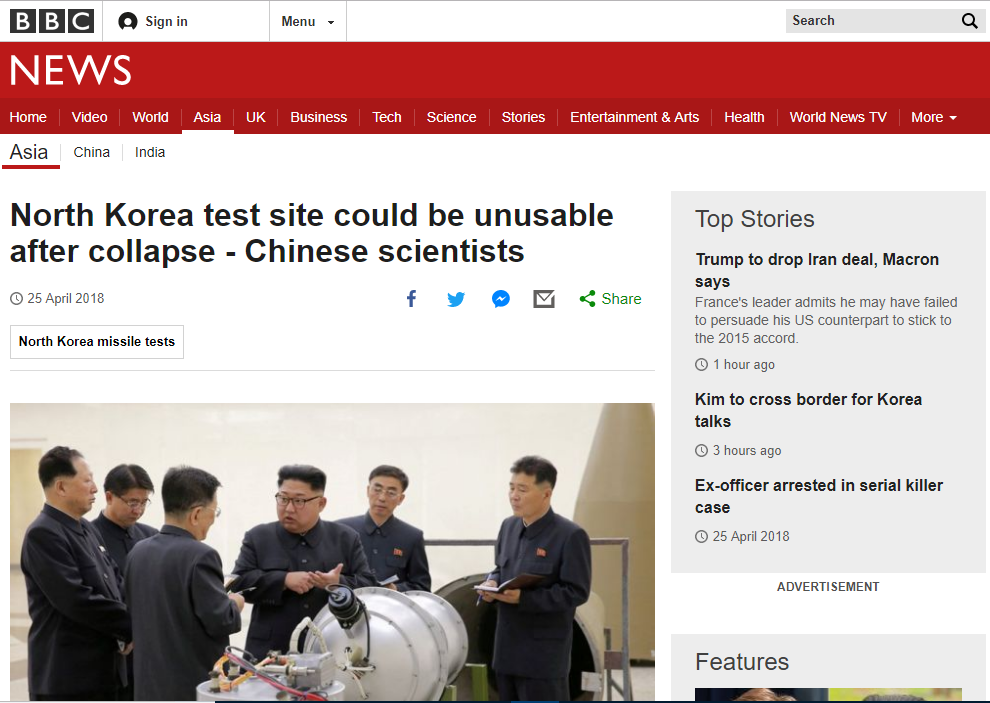 BBC
Sign in
Menu
Search
NEWS
Home Video World Asia UK Business Tech Science Stories Entertainment & Arts Health World News TV More
Asia China India
North Korea test site could be unusable
after collapse - Chinese scientists
25 April 2018
Share
North Korea missile tests
Top Stories
Trump to drop Iran deal, Macron
says
France's leader admits he may have failed
to persuade his US counterpart to stick to
the 2015 accord.
1 hour ago
Kim to cross border for Korea
talks
3 hours ago
Ex-officer arrested in serial killer
case
25 April 2018
ADVERTISEMENT
Features